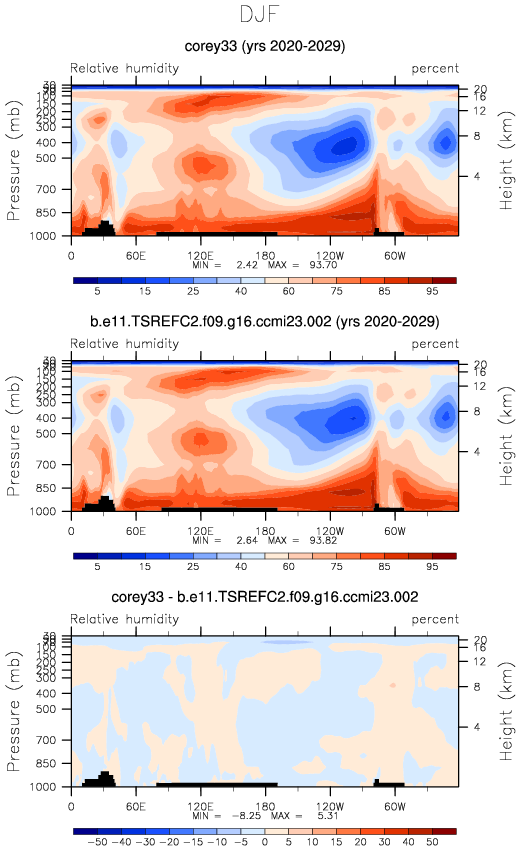 DJF
corey33 (yrs 2020-2029)
Relative humidity percent
Pressure (mb)
Height (km)
100
150
200
250
300
400
500
700
850
1000
20
16
12
8
4
0 60E 120E 180 120W 60W
MIN = 2.42 MAX = 93.70
5 15 25 40 60 75 85 95
b.e11.TSREFC2.f09.g16.ccmi23.002 (yrs 2020-2029)
Relative humidity percent
Pressure (mb)
Height (km)
100
150
200
250
300
400
500
700
850
1000
20
16
12
8
4
0 60E 120E 180 120W 60W
MIN = 2.64 MAX = 93.82
5 15 25 40 60 75 85 95
corey33 - b.e11.TSREFC2.f09.g16.ccmi23.002
Relative humidity percent
Pressure (mb)
Height (km)
100
150
200
250
300
400
500
700
850
1000
20
16
12
8
4
0 60E 120E 180 120W 60W
MIN = -8.25 MAX = 5.31
-50 -40 -30 -20 -15 -10 -5 0 5 10 15 20 30 40 50